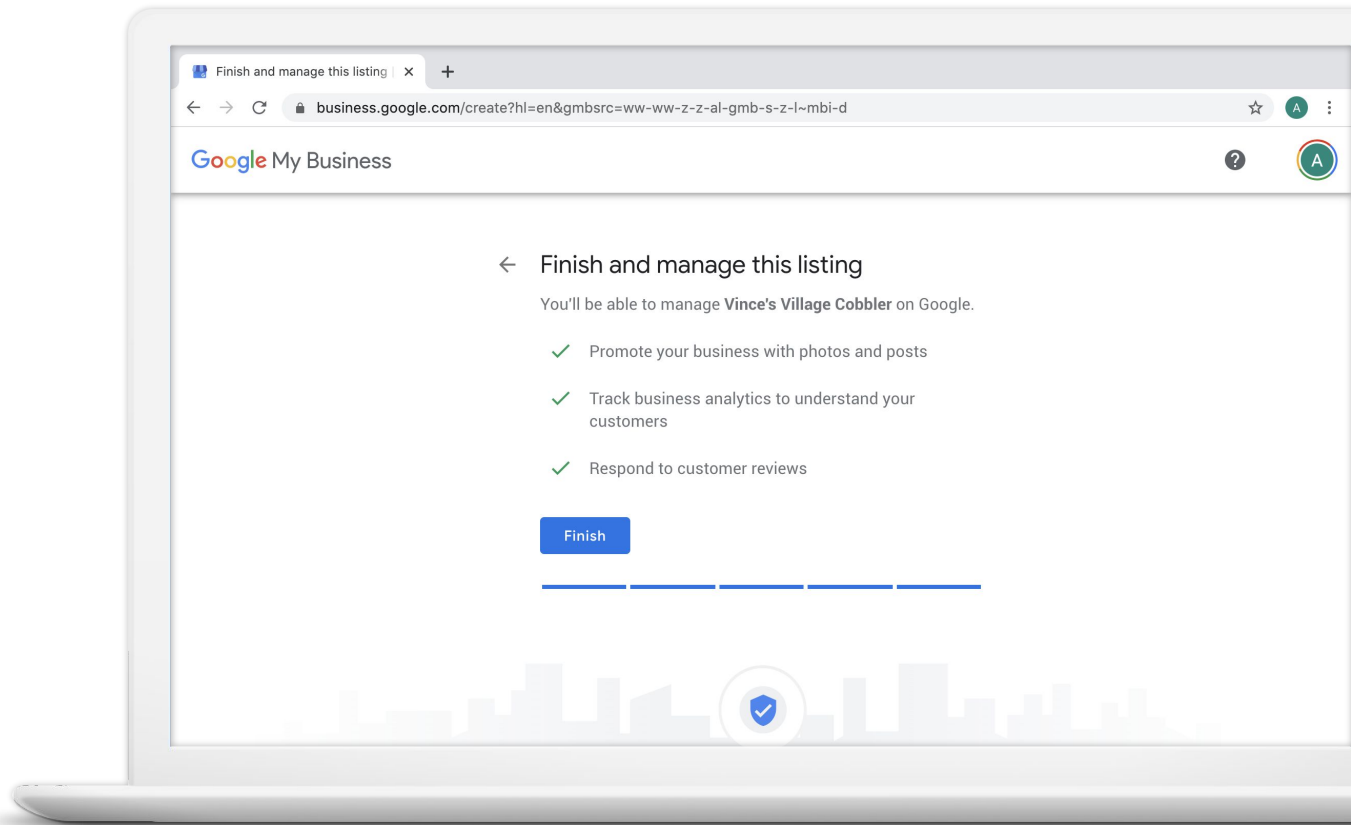 Finish and manage this listing
business.google.com/create?hl=en&gmbsrc=ww-ww-z-z-al-gmb-s-z-l~mbi-d
A
Google My Business
?
A
Finish and manage this listing
You'll be able to manage Vince's Village Cobbler on Google.
Promote your business with photos and posts
Track business analytics to understand your
customers
Respond to customer reviews
Finish